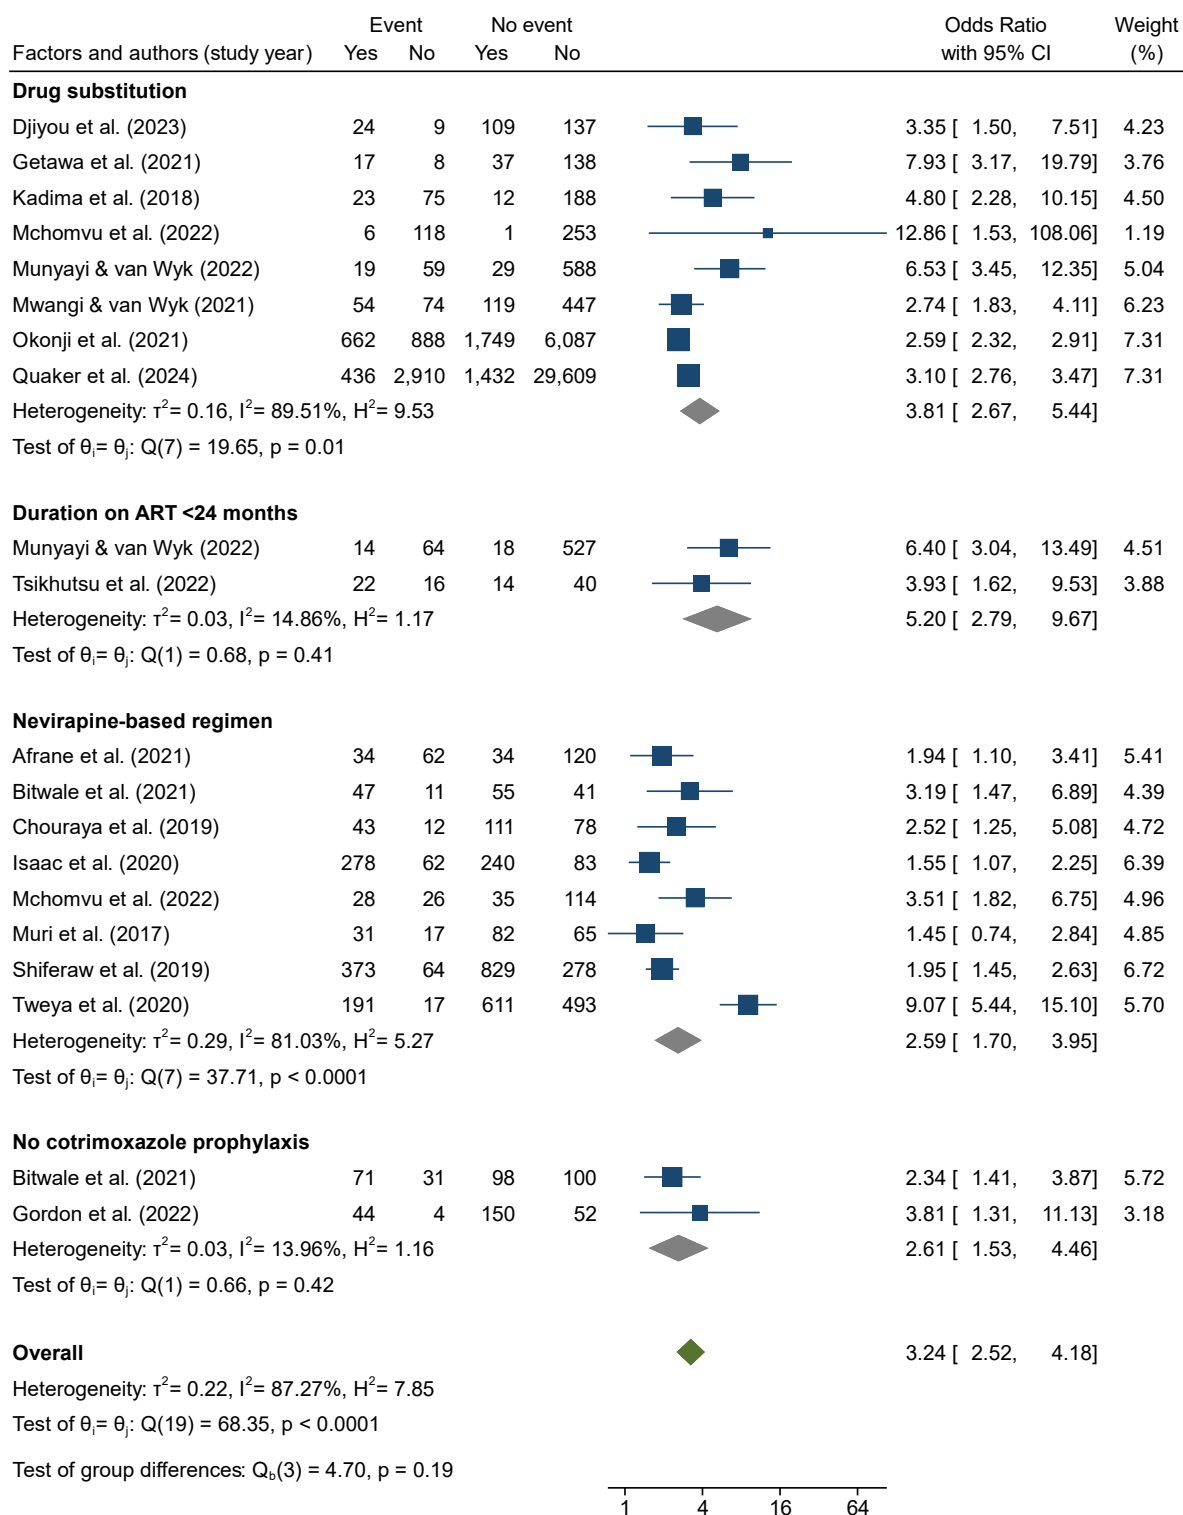 Event No event Odds Ratio Weight
Factors and authors (study year) Yes No Yes No with 95% CI (%)
Drug substitution
Djiyou et al. (2023) 24 9 109 137 3.35 [ 1.50, 7.51] 4.23
Getawa et al. (2021) 17 8 37 138 7.93 [ 3.17, 19.79] 3.76
Kadima et al. (2018) 23 75 12 188 4.80 [ 2.28, 10.15] 4.50
Mchomvu et al. (2022) 6 118 1 253 12.86 [ 1.53, 108.06] 1.19
Munyayi & van Wyk (2022) 19 59 29 588 6.53 [ 3.45, 12.35] 5.04
Mwangi & van Wyk (2021) 54 74 119 447 2.74 [ 1.83, 4.11] 6.23
Okonji et al. (2021) 662 888 1,749 6,087 2.59 [ 2.32, 2.91] 7.31
Quaker et al. (2024) 436 2,910 1,432 29,609 3.10 [ 2.76, 3.47] 7.31
Heterogeneity: τ²= 0.16, I²= 89.51%, H²= 9.53 3.81 [ 2.67, 5.44]
Test of θᵢ= θⱼ: Q(7) = 19.65, p = 0.01
Duration on ART <24 months
Munyayi & van Wyk (2022) 14 64 18 527 6.40 [ 3.04, 13.49] 4.51
Tsikhutsu et al. (2022) 22 16 14 40 3.93 [ 1.62, 9.53] 3.88
Heterogeneity: τ²= 0.03, I²= 14.86%, H²= 1.17 5.20 [ 2.79, 9.67]
Test of θᵢ= θⱼ: Q(1) = 0.68, p = 0.41
Nevirapine-based regimen
Afrane et al. (2021) 34 62 34 120 1.94 [ 1.10, 3.41] 5.41
Bitwale et al. (2021) 47 11 55 41 3.19 [ 1.47, 6.89] 4.39
Chouraya et al. (2019) 43 12 111 78 2.52 [ 1.25, 5.08] 4.72
Isaac et al. (2020) 278 62 240 83 1.55 [ 1.07, 2.25] 6.39
Mchomvu et al. (2022) 28 26 35 114 3.51 [ 1.82, 6.75] 4.96
Muri et al. (2017) 31 17 82 65 1.45 [ 0.74, 2.84] 4.85
Shiferaw et al. (2019) 373 64 829 278 1.95 [ 1.45, 2.63] 6.72
Tweya et al. (2020) 191 17 611 493 9.07 [ 5.44, 15.10] 5.70
Heterogeneity: τ²= 0.29, I²= 81.03%, H²= 5.27 2.59 [ 1.70, 3.95]
Test of θᵢ= θⱼ: Q(7) = 37.71, p < 0.0001
No cotrimoxazole prophylaxis
Bitwale et al. (2021) 71 31 98 100 2.34 [ 1.41, 3.87] 5.72
Gordon et al. (2022) 44 4 150 52 3.81 [ 1.31, 11.13] 3.18
Heterogeneity: τ²= 0.03, I²= 13.96%, H²= 1.16 2.61 [ 1.53, 4.46]
Test of θᵢ= θⱼ: Q(1) = 0.66, p = 0.42
Overall 3.24 [ 2.52, 4.18]
Heterogeneity: τ²= 0.22, I²= 87.27%, H²= 7.85
Test of θᵢ= θⱼ: Q(19) = 68.35, p < 0.0001
Test of group differences: Q_b(3) = 4.70, p = 0.19
1 4 16 64